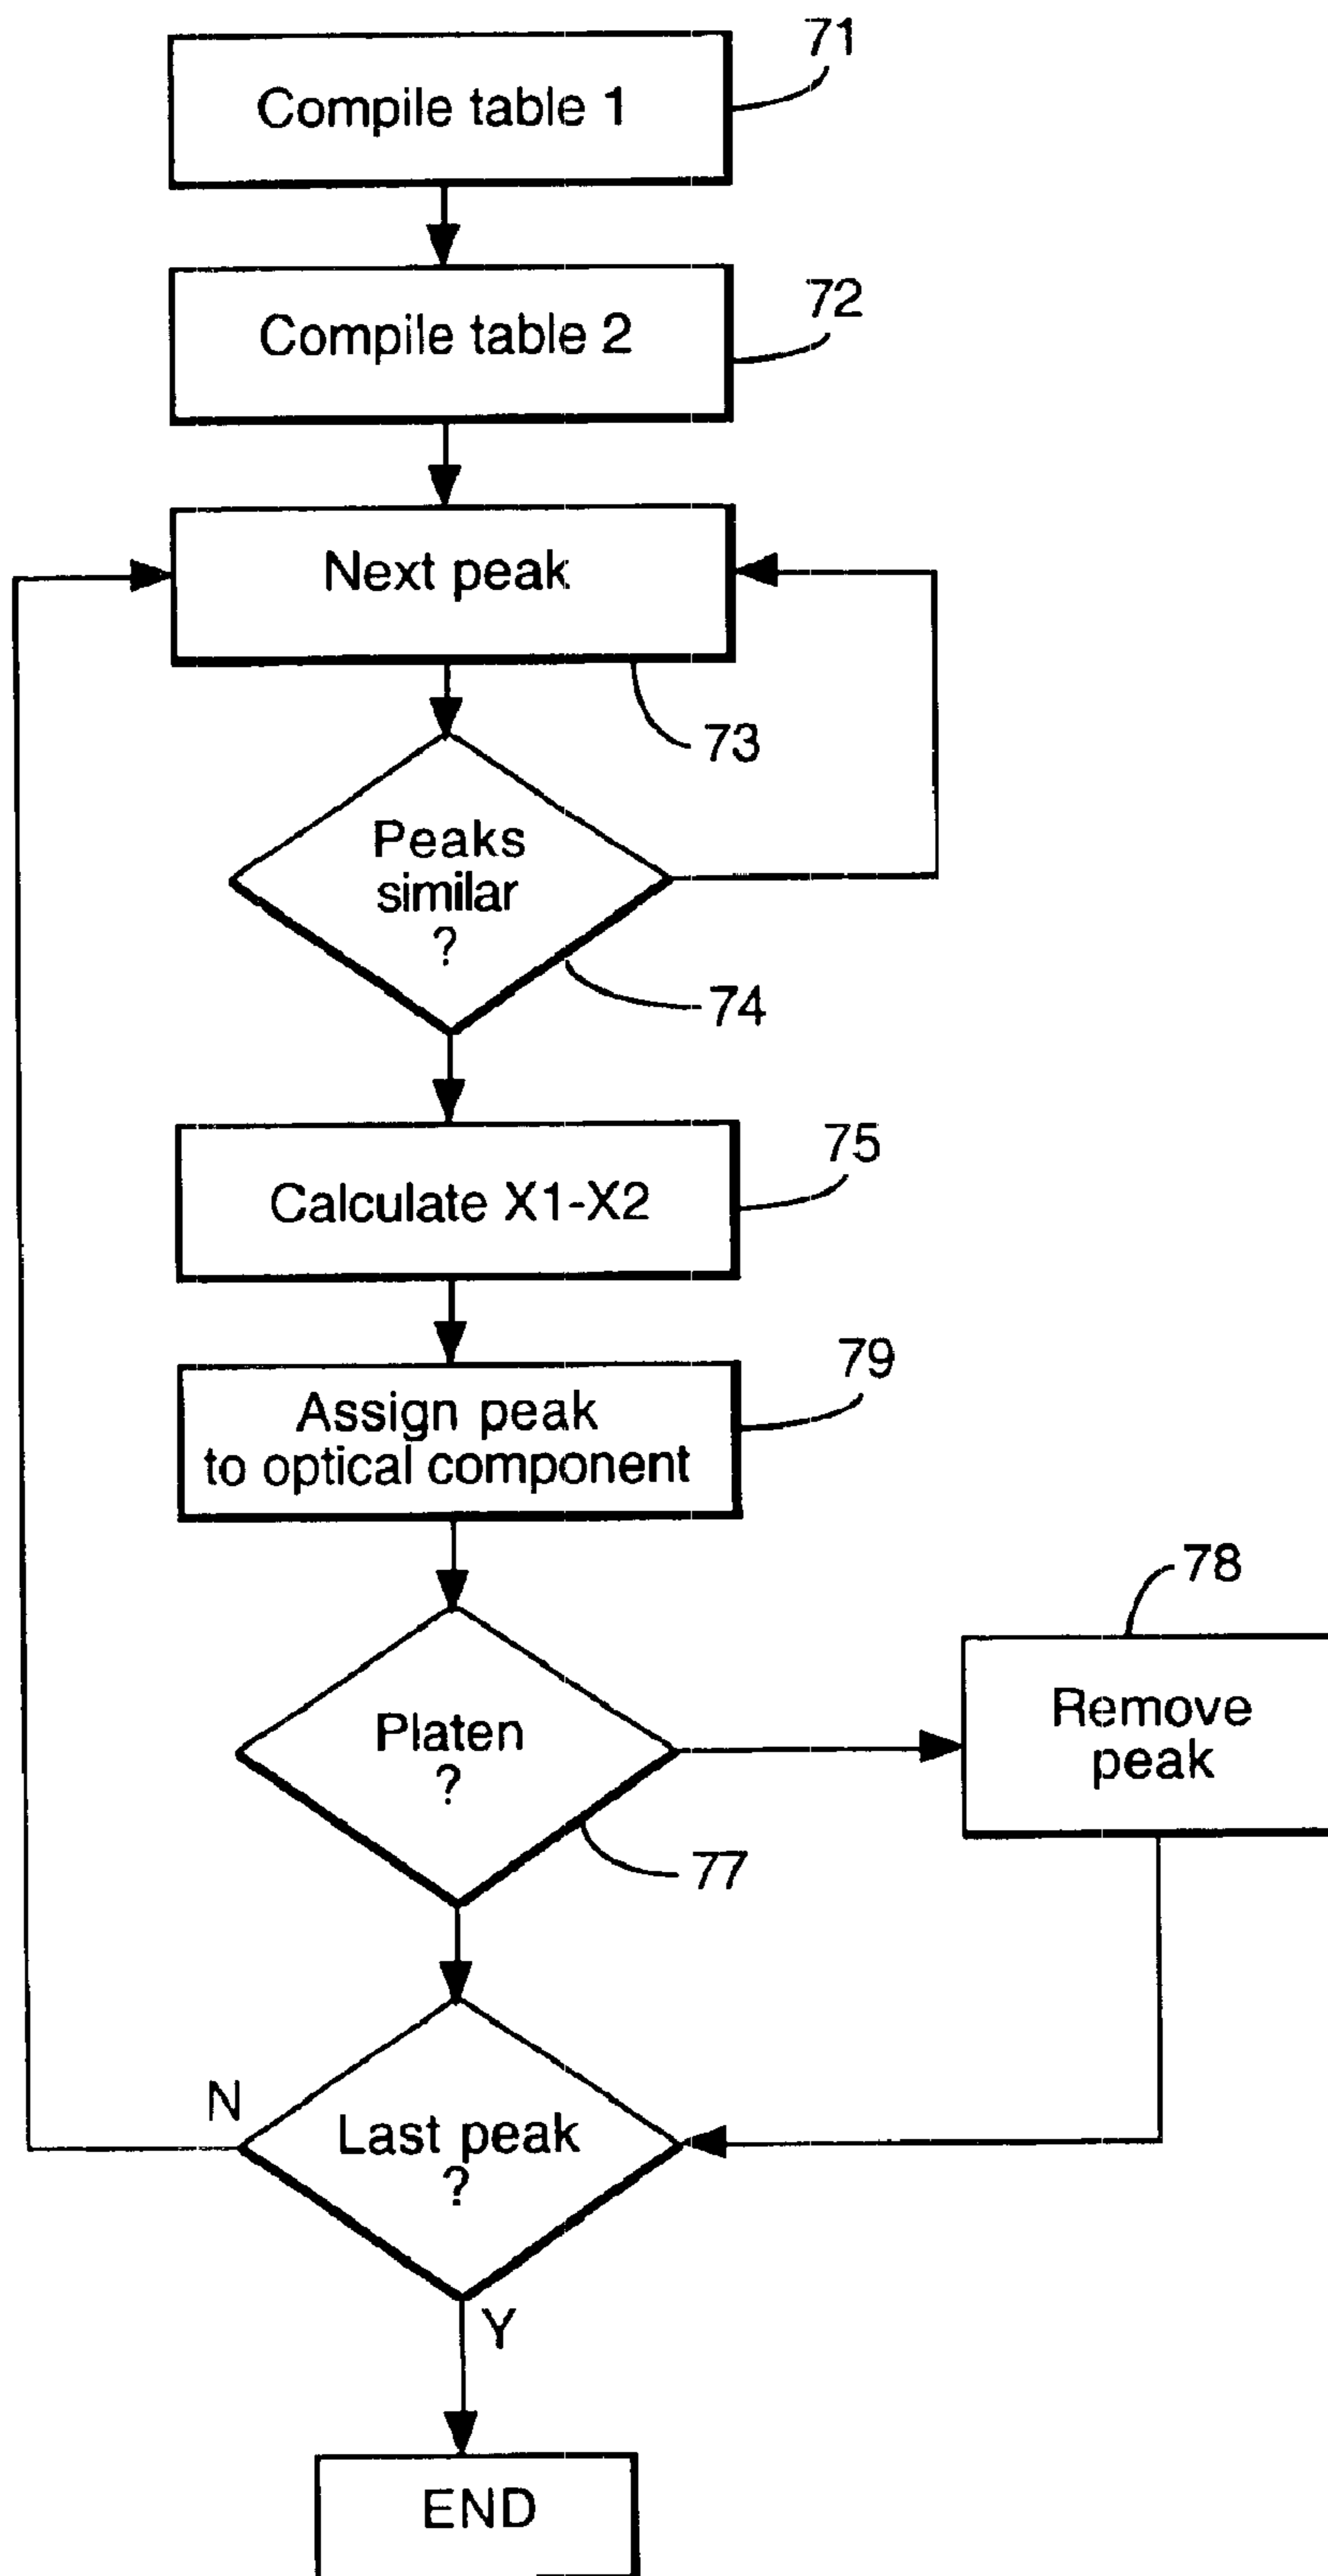 71
Compile table 1
72
Compile table 2
Next peak
73
Peaks
similar
?
74
75
Calculate X1-X2
79
Assign peak
to optical component
78
Remove
peak
Platen
?
77
N
Last peak
?
Y
END